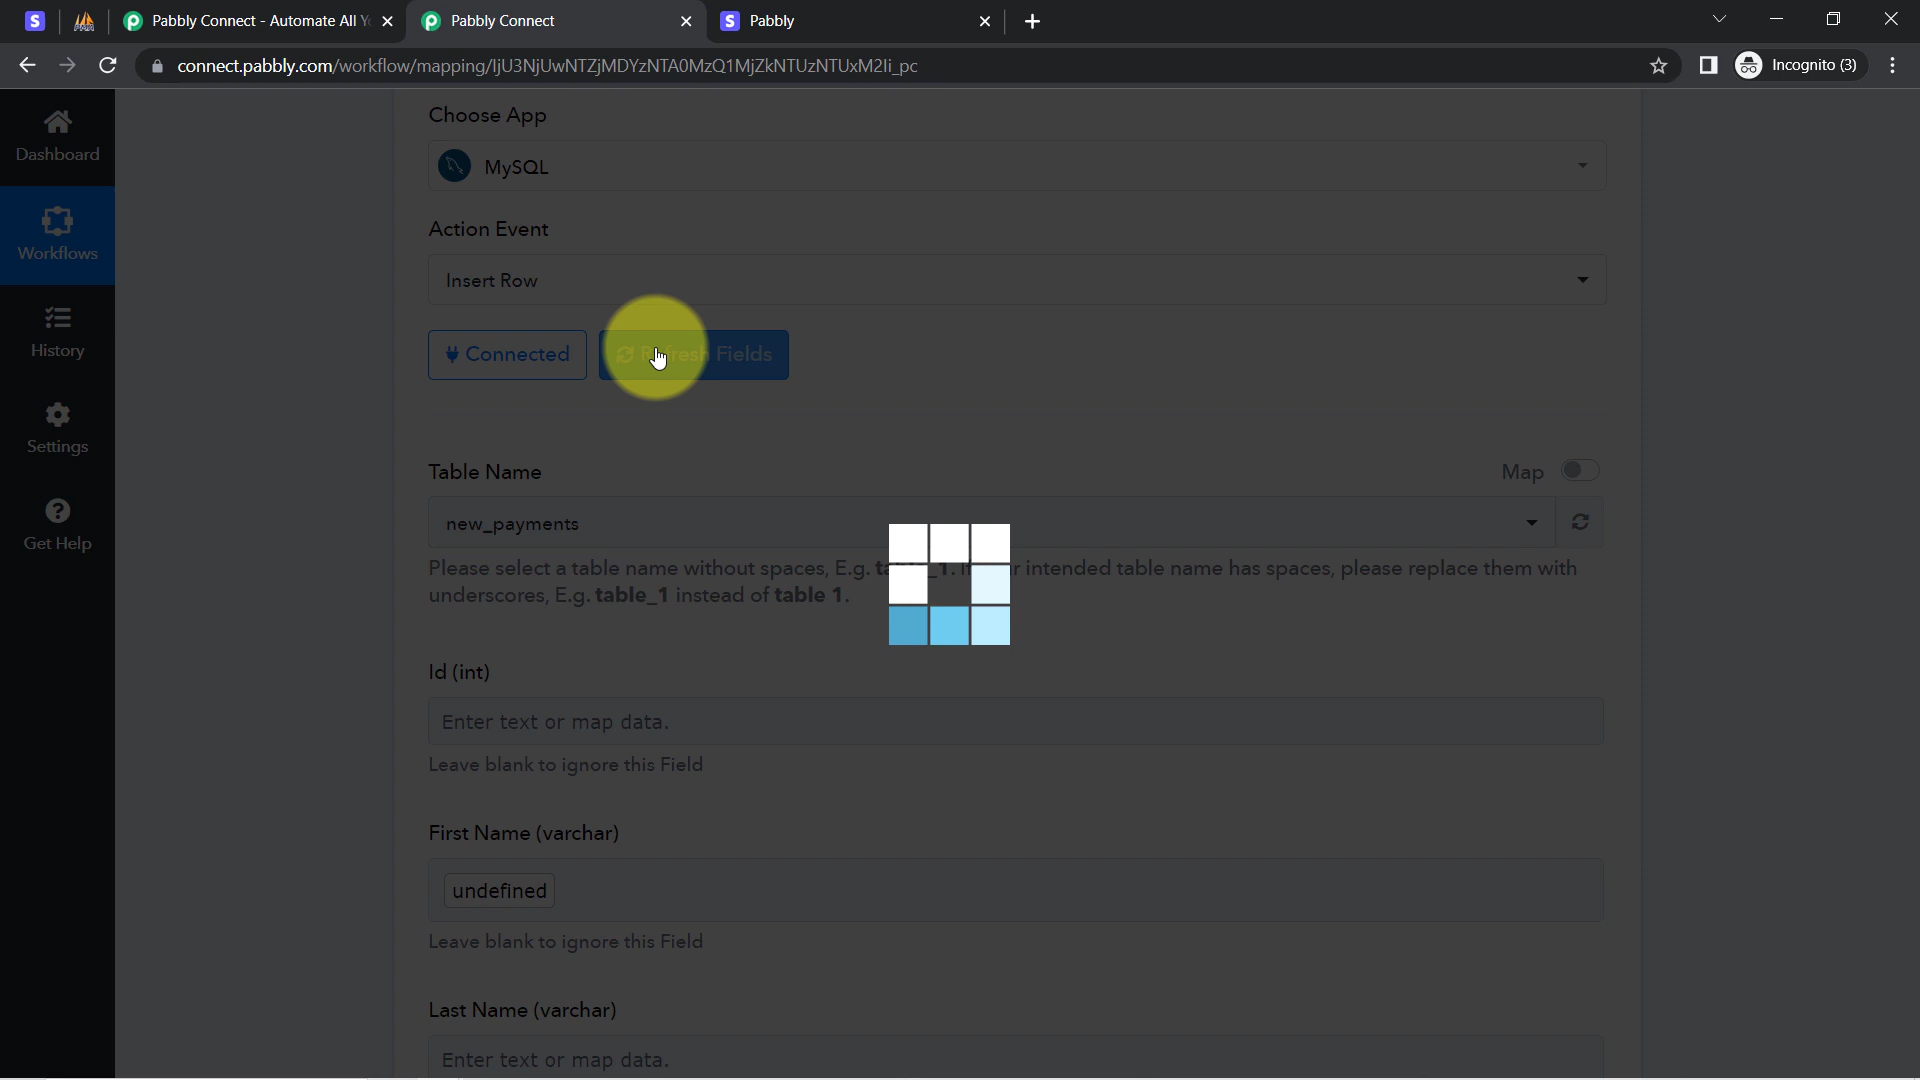 Pabbly Connect - Automate All Y
Pabbly Connect
Pabbly
connect.pabbly.com/workflow/mapping/IjU3NjUwNTZjMDYzNTA0MzQ1MjZkNTUzNTUxM2Ii_pc
Incognito (3)
Dashboard
Workflows
History
Settings
Get Help
Choose App
MySQL
Action Event
Insert Row
Connected
Refresh Fields
Table Name
Map
new_payments
Please select a table name without spaces, E.g. intended table name has spaces, please replace them with
underscores, E.g. table_1 instead of table 1.
Id (int)
Enter text or map data.
Leave blank to ignore this Field
First Name (varchar)
undefined
Leave blank to ignore this Field
Last Name (varchar)
Enter text or map data.